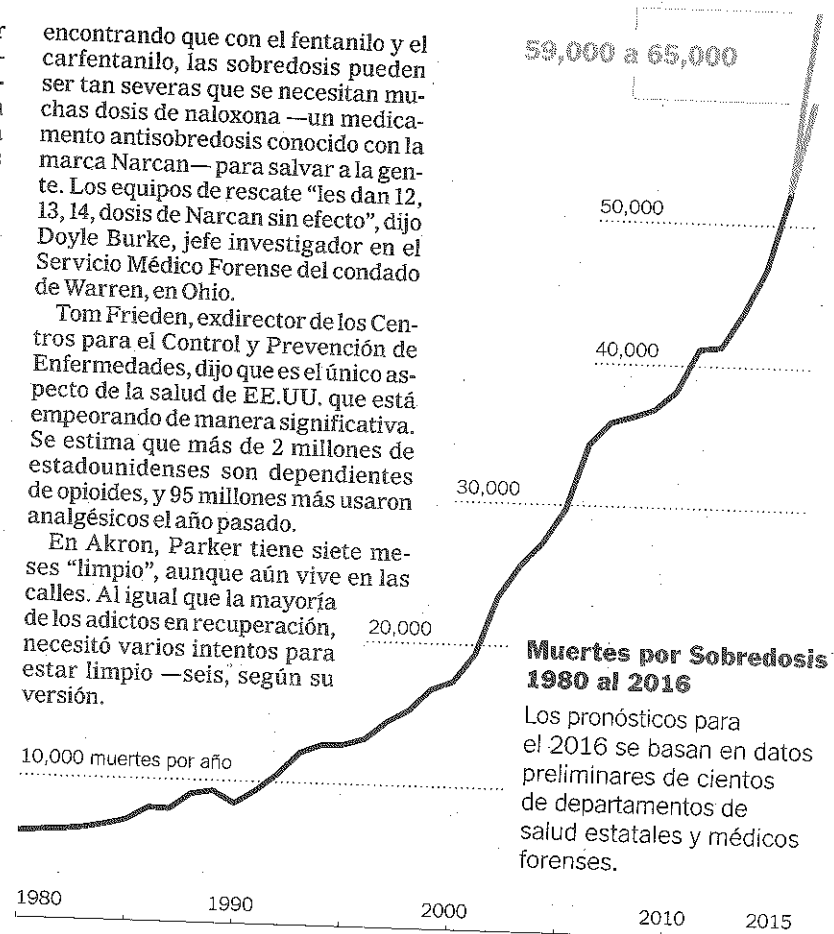 encontrando que con el fentanilo y el
carfentanilo, las sobredosis pueden
ser tan severas que se necesitan mu-
chas dosis de naloxona —un medica-
mento antisobredosis conocido con la
marca Narcan— para salvar a la gen-
te. Los equipos de rescate “les dan 12,
13, 14, dosis de Narcan sin efecto”, dijo
Doyle Burke, jefe investigador en el
Servicio Médico Forense del condado
de Warren, en Ohio.
Tom Frieden, exdirector de los Cen-
tros para el Control y Prevención de
Enfermedades, dijo que es el único as-
pecto de la salud de EE.UU. que está
empeorando de manera significativa.
Se estima que más de 2 millones de
estadounidenses son dependientes
de opioides, y 95 millones más usaron
analgésicos el año pasado.
En Akron, Parker tiene siete me-
ses “limpio”, aunque aún vive en las
calles. Al igual que la mayoría
de los adictos en recuperación,
necesitó varios intentos para
estar limpio —seis, según su
versión.
59,000 a 65,000
50,000
40,000
30,000
20,000
10,000 muertes por año
Muertes por Sobredosis
1980 al 2016
Los pronósticos para
el 2016 se basan en datos
preliminares de cientos
de departamentos de
salud estatales y médicos
forenses.
1980 1990 2000 2010 2015